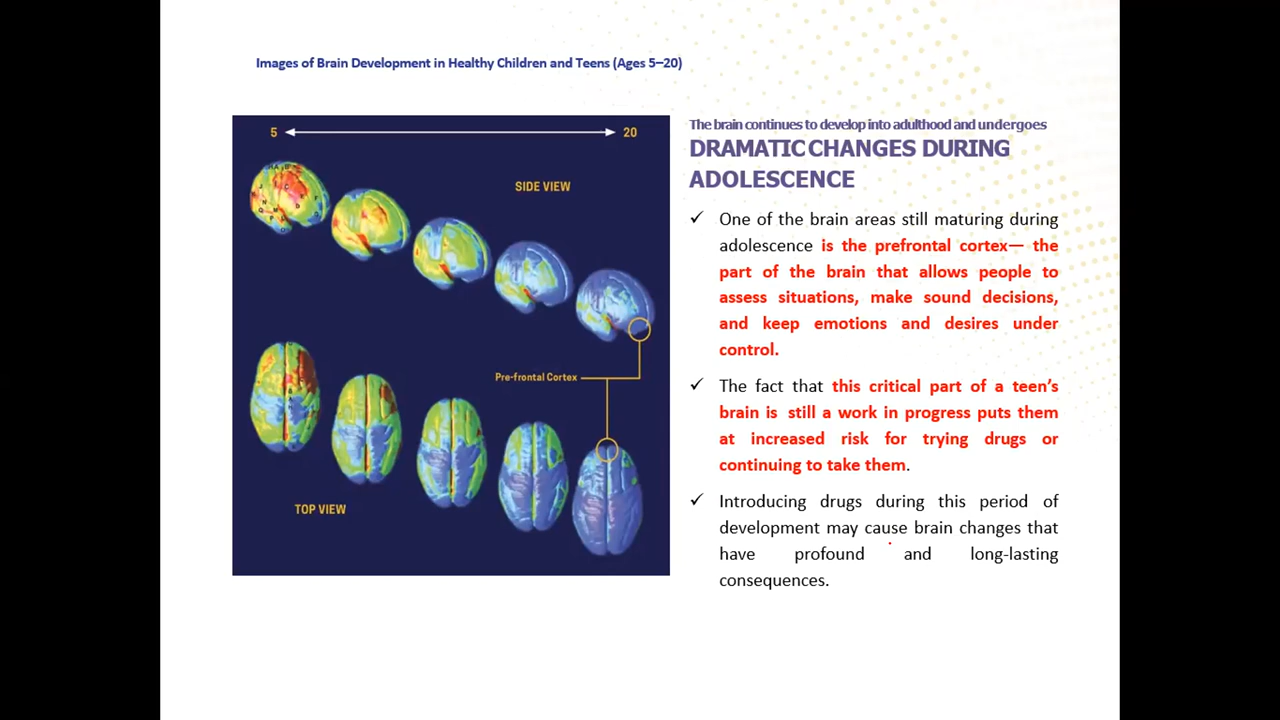 Images of Brain Development in Healthy Children and Teens (Ages 5–20)
5
20
SIDE VIEW
Pre-frontal Cortex
TOP VIEW
The brain continues to develop into adulthood and undergoes
DRAMATIC CHANGES DURING
ADOLESCENCE
✓ One of the brain areas still maturing during
adolescence is the prefrontal cortex— the
part of the brain that allows people to
assess situations, make sound decisions,
and keep emotions and desires under
control.
✓ The fact that this critical part of a teen's
brain is still a work in progress puts them
at increased risk for trying drugs or
continuing to take them.
✓ Introducing drugs during this period of
development may cause brain changes that
have profound and long-lasting
consequences.